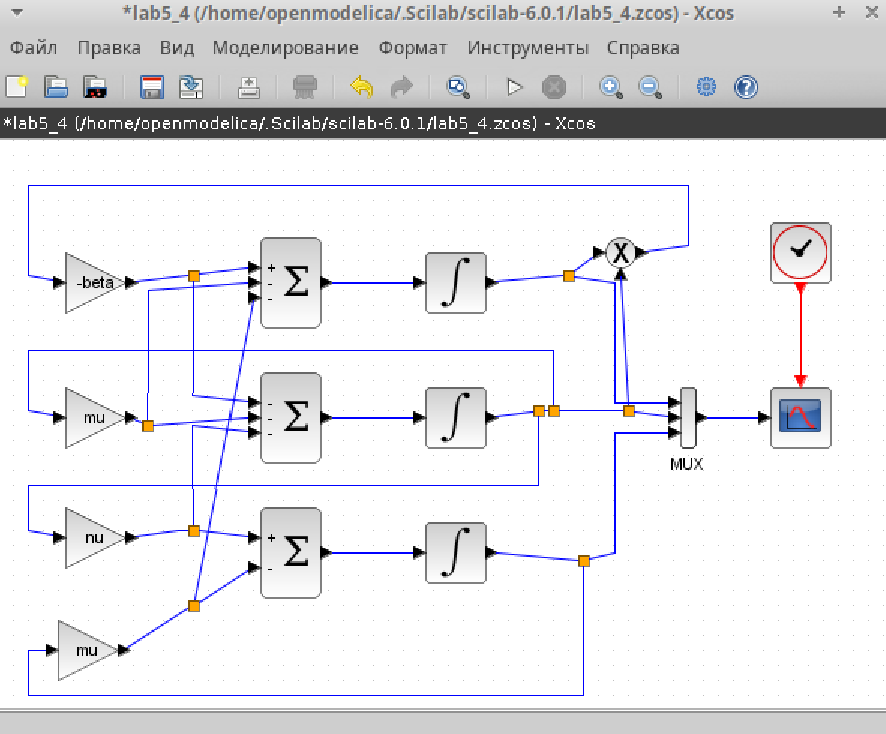 *lab5_4 (/home/openmodelica/.Scilab/scilab-6.0.1/lab5_4.zcos) - Xcos
Файл Правка Вид Моделирование Формат Инструменты Справка
*lab5_4 (/home/openmodelica/.Scilab/scilab-6.0.1/lab5_4.zcos) - Xcos
X
-beta
+
-
-
Σ
∫
mu
-
-
-
Σ
∫
MUX
nu
+
-
Σ
∫
mu